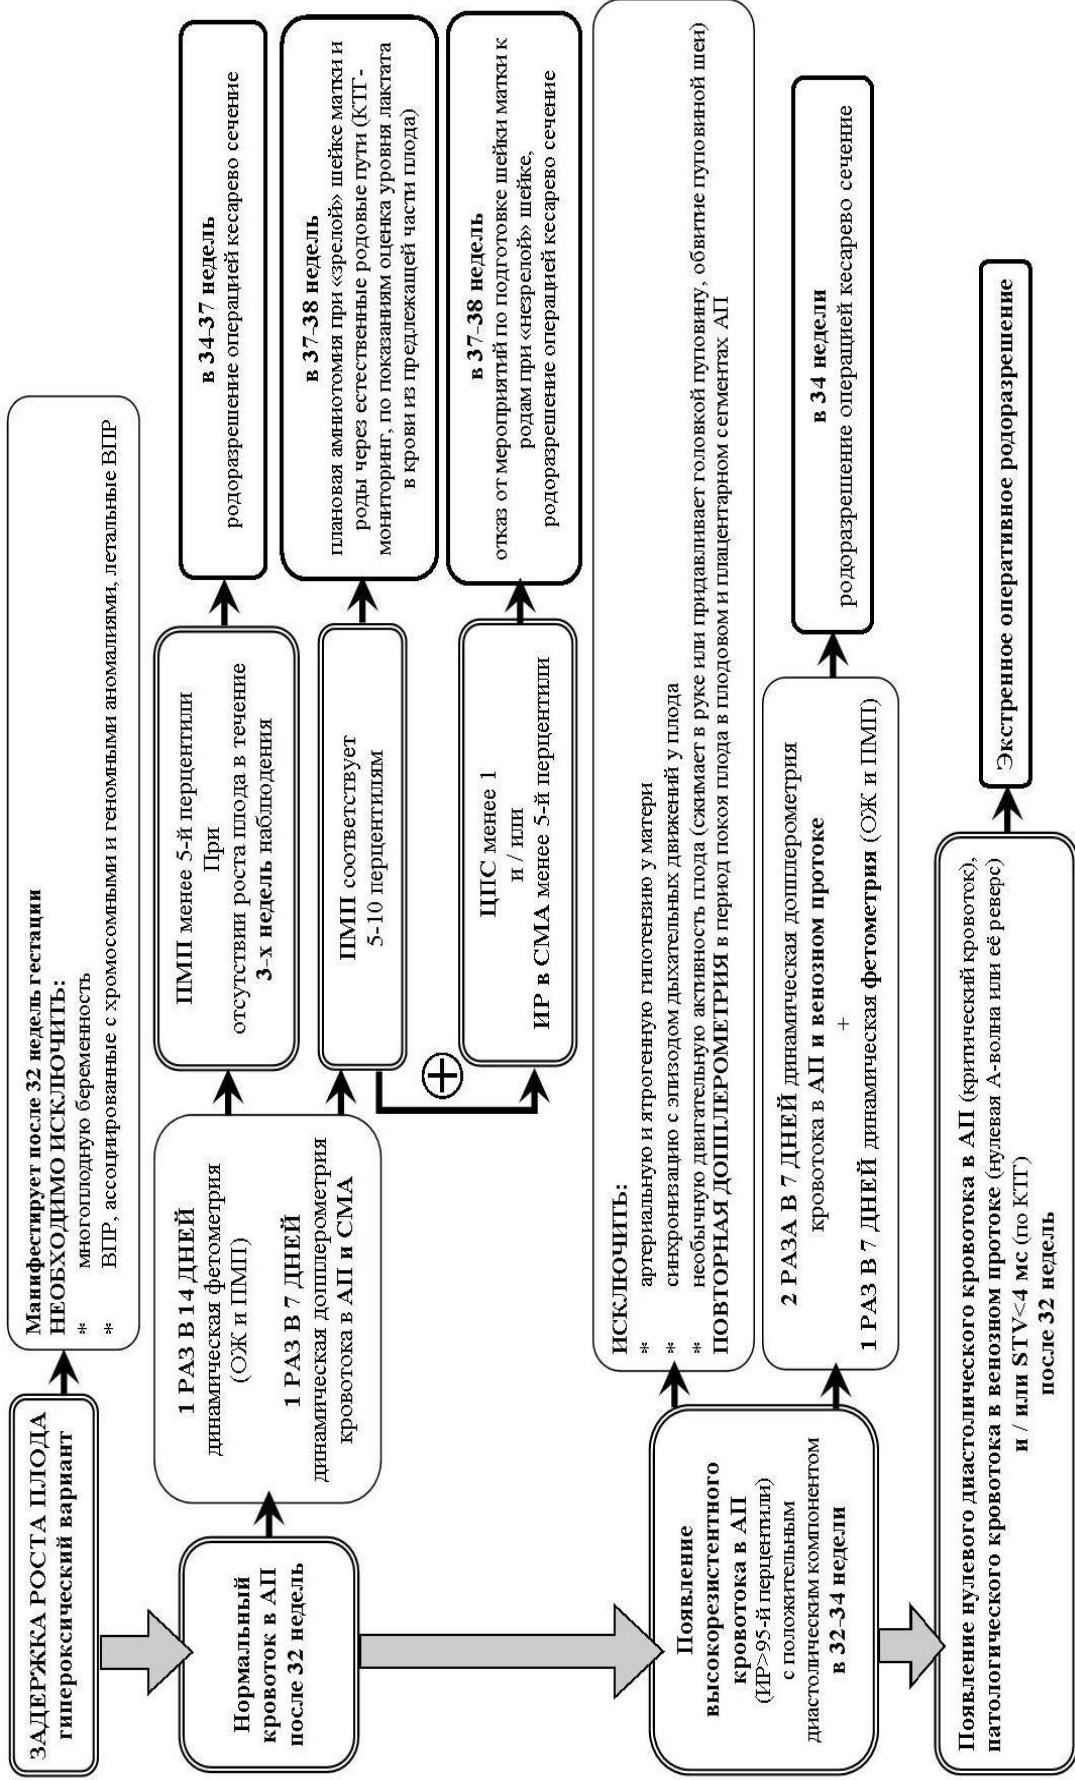 ЗАДЕРЖКА РОСТА ПЛОДА
гипероксический вариант
Манифестирует после 32 недель гестации
НЕОБХОДИМО ИСКЛЮЧИТЬ:
* многоплодную беременность
* ВПР, ассоциированные с хромосомными и геномными аномалиями, летальные ВПР
Нормальный
кровоток в АП
после 32 недель
1 РАЗ В 14 ДНЕЙ
динамическая фетометрия
(ОЖ и ПМП)
1 РАЗ В 7 ДНЕЙ
динамическая допплерометрия
кровотока в АП и СМА
ПМП менее 5-й перцентили
При
отсутствии роста плода в течение
3-х недель наблюдения
в 34-37 недель
родоразрешение операцией кесарево сечение
ПМП соответствует
5-10 перцентилям
в 37-38 недель
плановая амниотомия при «зрелой» шейке матки и
роды через естественные родовые пути (КТГ-
мониторинг, по показаниям оценка уровня лактата
в крови из предлежащей части плода)
+
ЦПС менее 1
и / или
ИР в СМА менее 5-й перцентили
в 37-38 недель
отказ от мероприятий по подготовке шейки матки к
родам при «незрелой» шейке,
родоразрешение операцией кесарево сечение
Появление
высокорезистентного
кровотока в АП
(ИР>95-й перцентили)
с положительным
диастолическим компонентом
в 32-34 недели
ИСКЛЮЧИТЬ:
* артериальную и ятрогенную гипотензию у матери
* синхронизацию с эпизодом дыхательных движений у плода
* необычную двигательную активность плода (сжимает в руке или придавливает головкой пуповину, обвитие пуповиной шеи)
ПОВТОРНАЯ ДОППЛЕРОМЕТРИЯ в период покоя плода в плодовом и плацентарном сегментах АП
2 РАЗА В 7 ДНЕЙ динамическая допплерометрия
кровотока в АП и венозном протоке
+
1 РАЗ В 7 ДНЕЙ динамическая фетометрия (ОЖ и ПМП)
в 34 недели
родоразрешение операцией кесарево сечение
Появление нулевого диастолического кровотока в АП (критический кровоток),
патологического кровотока в венозном протоке (нулевая А-волна или её реверс)
и / или STV<4 мс (по КТГ)
после 32 недель
Экстренное оперативное родоразрешение